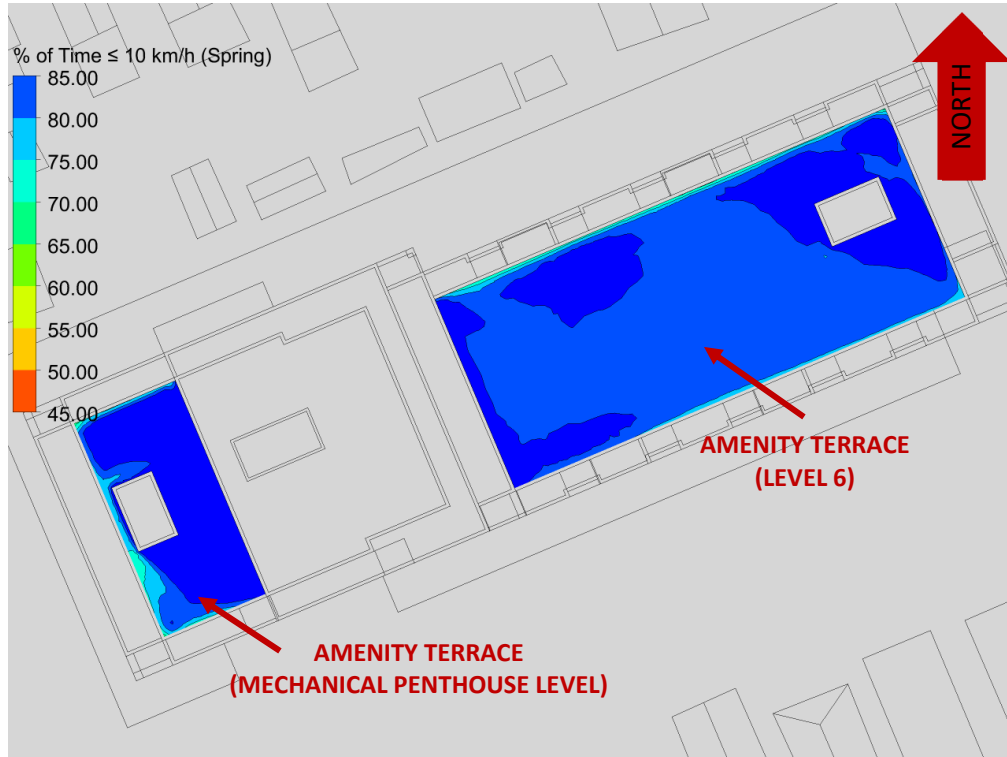 % of Time ≤ 10 km/h (Spring)
85.00
80.00
75.00
70.00
65.00
60.00
55.00
50.00
45.00
NORTH
AMENITY TERRACE
(LEVEL 6)
AMENITY TERRACE
(MECHANICAL PENTHOUSE LEVEL)